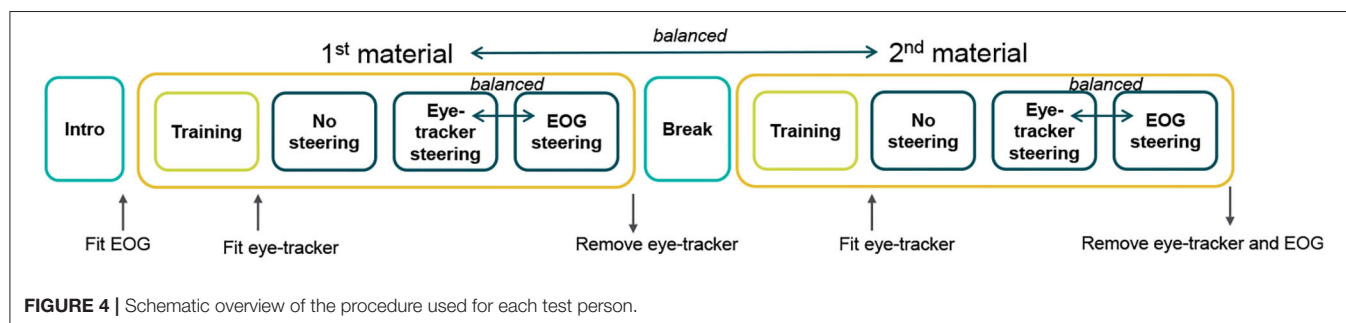 balanced
1st material
2nd material
balanced
balanced
Intro
Training
No
steering
Eye-
tracker
steering
EOG
steering
Break
Training
No
steering
Eye-
tracker
steering
EOG
steering
Fit EOG
Fit eye-tracker
Remove eye-tracker
Fit eye-tracker
Remove eye-tracker and EOG
FIGURE 4 | Schematic overview of the procedure used for each test person.